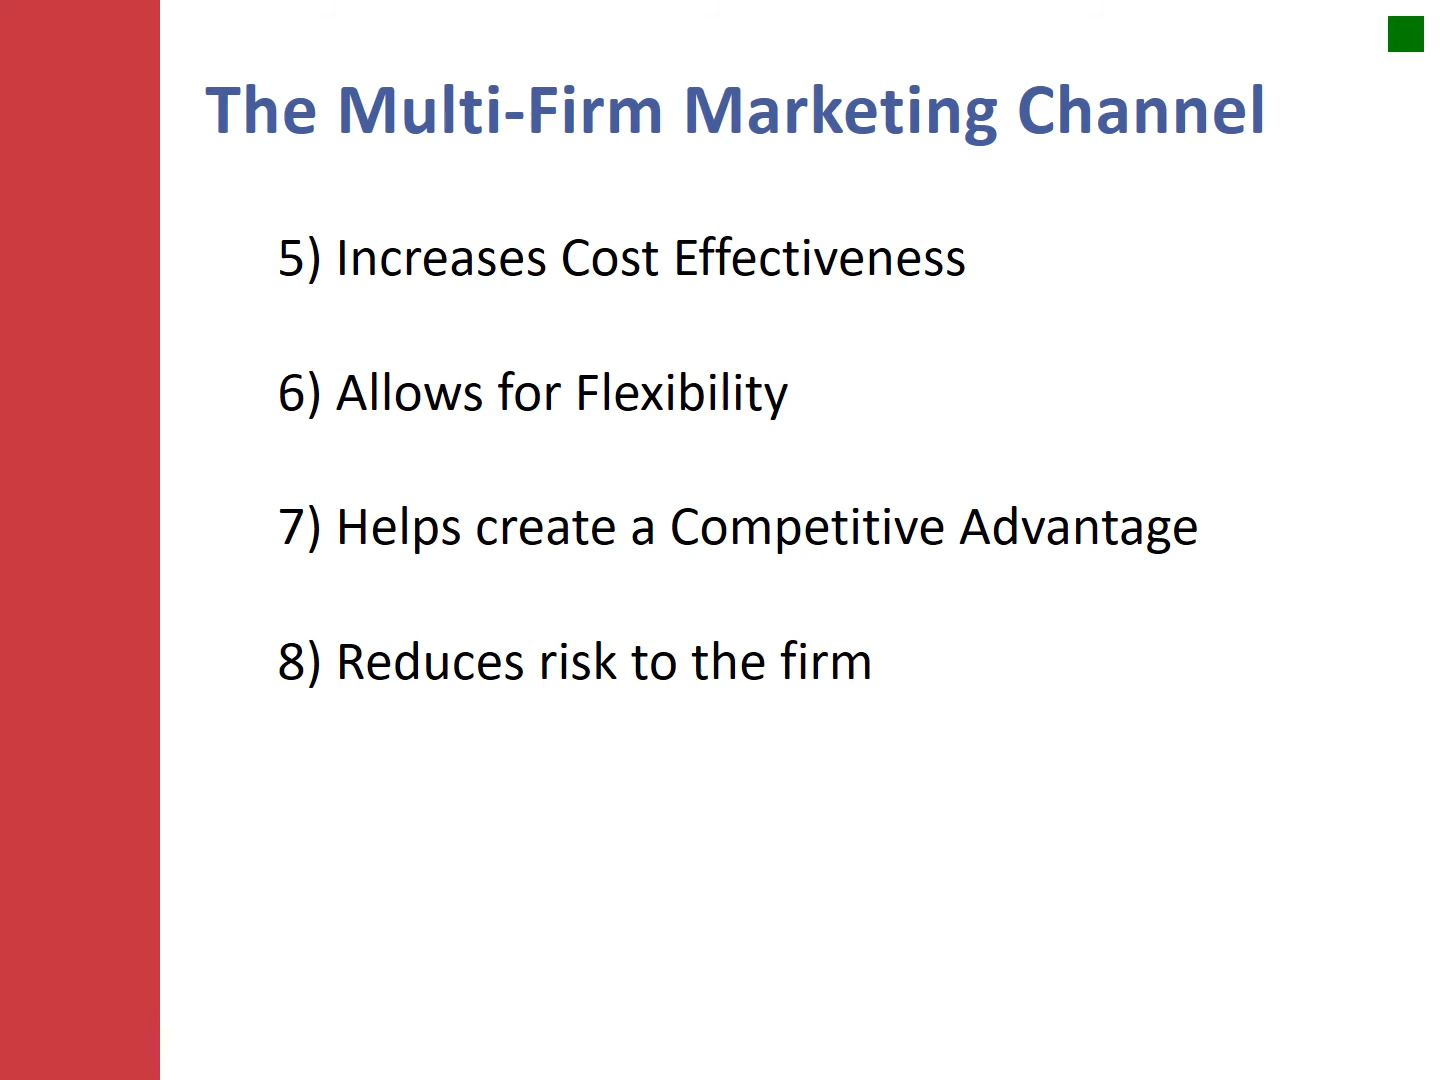 The Multi-Firm Marketing Channel
5) Increases Cost Effectiveness
6) Allows for Flexibility
7) Helps create a Competitive Advantage
8) Reduces risk to the firm